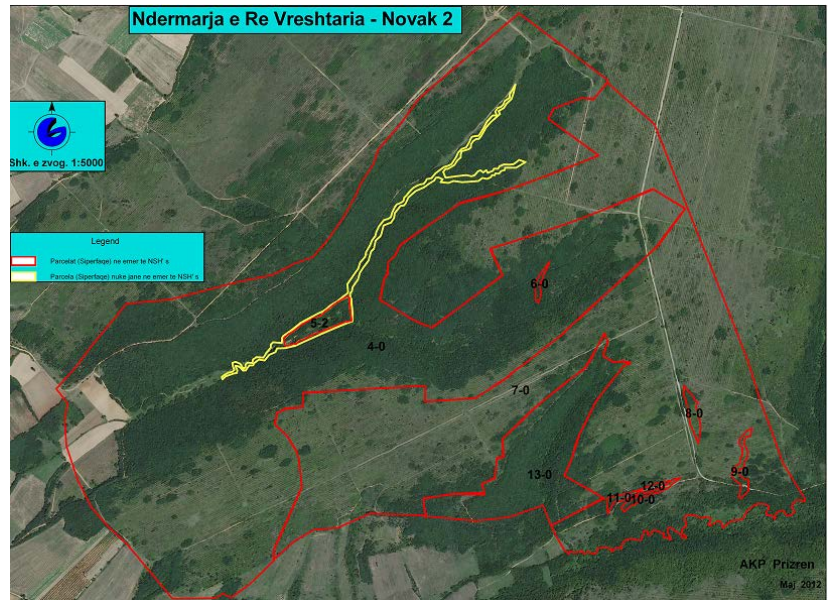 Ndermarja e Re Vreshtaria - Novak 2
Shk. e zvog. 1:5000
Legend
Parcelat (Siperfaqe) ne emer te NSH' s
Parcela (Siperfaqe) nuke jane ne emer te NSH' s
6-0
5-2
4-0
7-0
8-0
9-0
13-0
12-0
11-0
10-0
AKP Prizren
Maj 2012